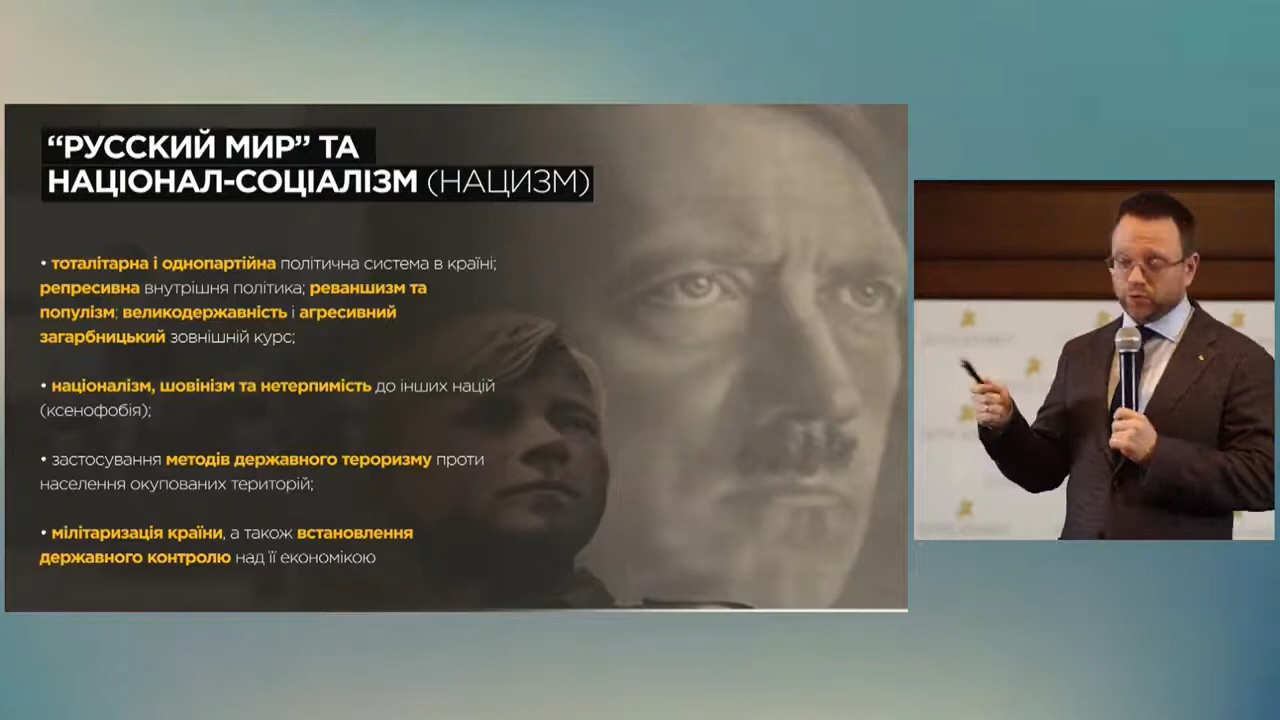 “РУССКИЙ МИР” ТА
НАЦІОНАЛ-СОЦІАЛІЗМ (НАЦИЗМ)
• тоталітарна і однопартійна політична система в країні;
репресивна внутрішня політика; реваншизм та
популізм; великодержавність і агресивний
загарбницький зовнішній курс;
• націоналізм, шовінізм та нетерпимість до інших націй
(ксенофобія);
• застосування методів державного тероризму проти
населення окупованих територій;
• мілітаризація країни, а також встановлення
державного контролю над її економікою